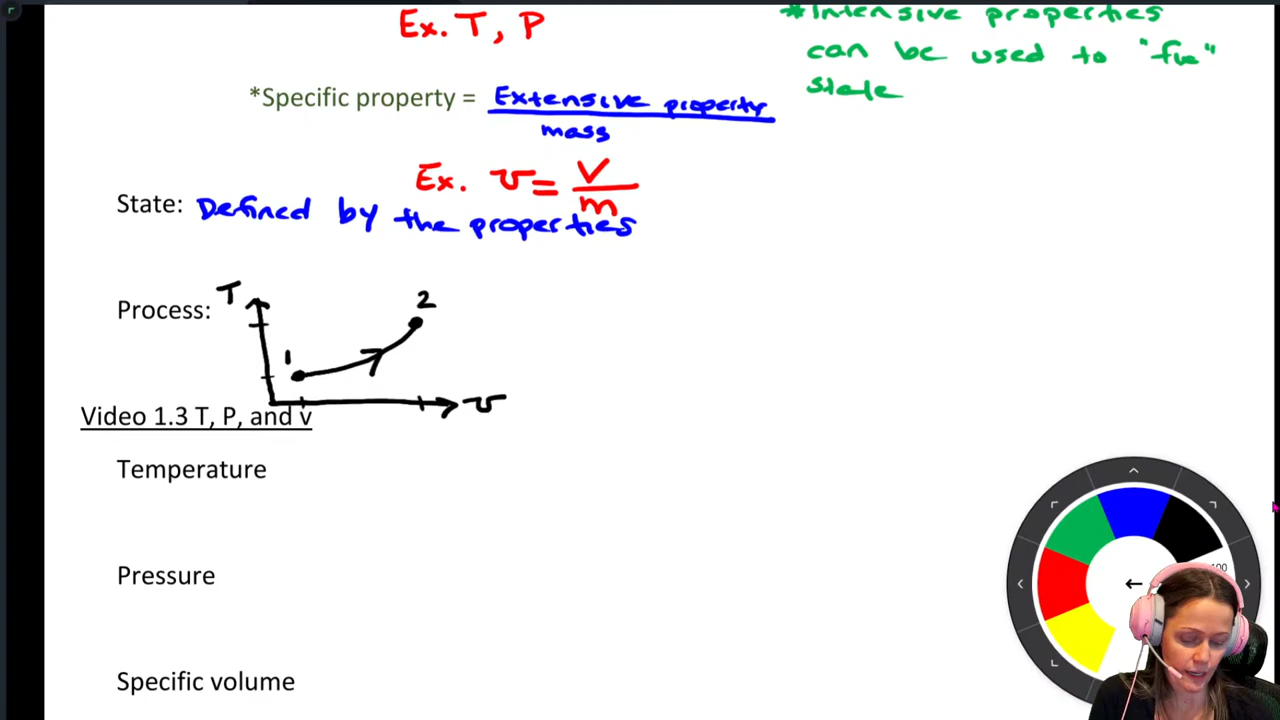 Ex. T, P
*Intensive properties
can be used to "fix"
state
*Specific property = Extensive property
mass
Ex. v = V
m
State: Defined by the properties
Process: T
2
1
v
Video 1.3 T, P, and v
Temperature
Pressure
100
Specific volume